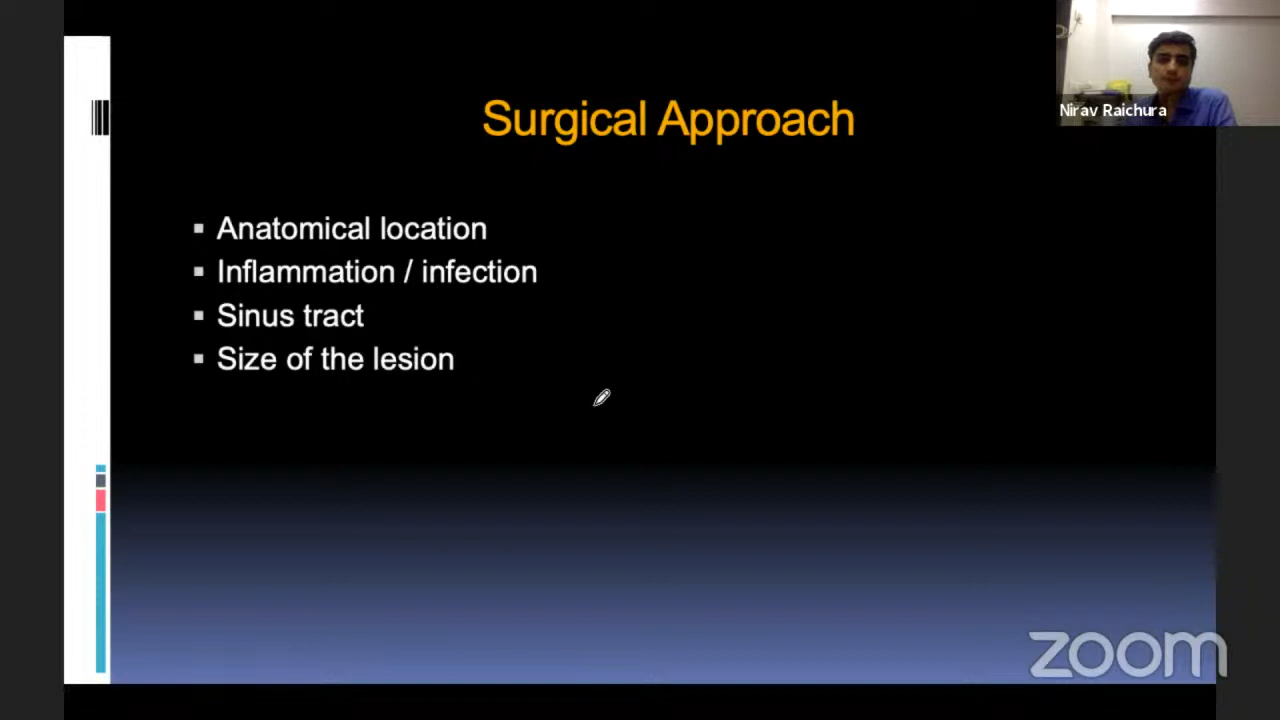 Surgical Approach
Nirav Raichura
▪ Anatomical location
▪ Inflammation / infection
▪ Sinus tract
▪ Size of the lesion
zoom